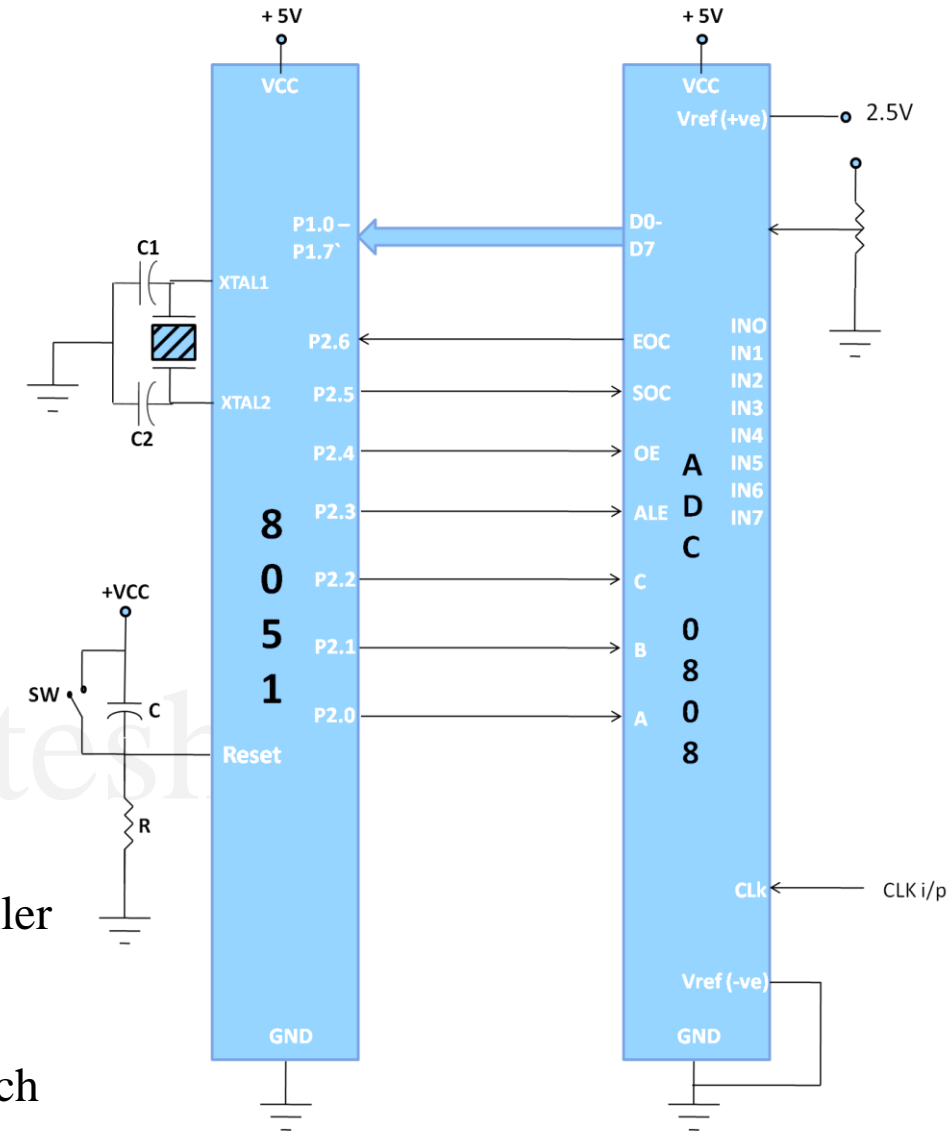 + 5V
+ 5V
VCC
VCC
Vref (+ve)
2.5V
P1.0 –
P1.7`
D0-
D7
C1
XTAL1
P2.6
EOC
INO
IN1
IN2
IN3
IN4
IN5
IN6
IN7
P2.5
SOC
XTAL2
C2
P2.4
OE
P2.3
ALE
P2.2
C
P2.1
B
P2.0
A
8
0
5
1
A
D
C
0
8
0
8
+VCC
SW
C
Reset
R
tesh
ler
CLk
CLK i/p
Vref (-ve)
GND
GND
ch